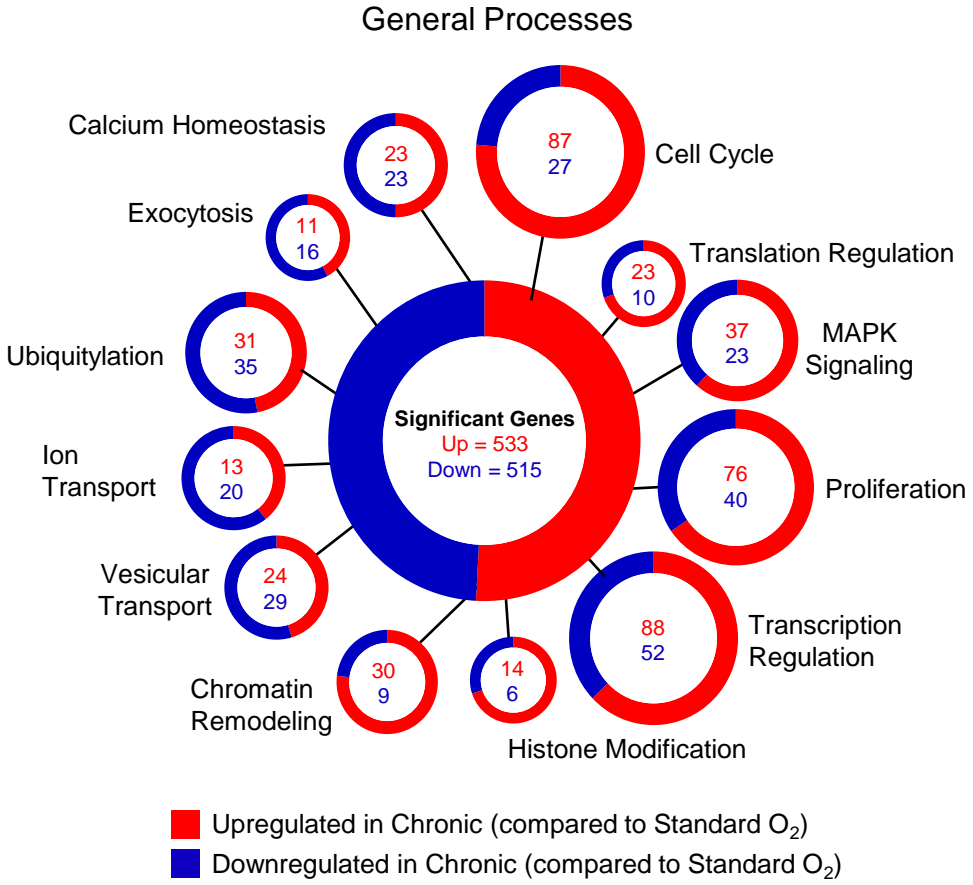 General Processes
Calcium Homeostasis
23
23
87
27
Cell Cycle
Exocytosis
11
16
Translation Regulation
23
10
Ubiquitylation
31
35
37
23
MAPK
Signaling
Significant Genes
Up = 533
Down = 515
Ion
Transport
13
20
76
40
Proliferation
Vesicular
Transport
24
29
88
52
Transcription
Regulation
Chromatin
Remodeling
30
9
14
6
Histone Modification
Upregulated in Chronic (compared to Standard O₂)
Downregulated in Chronic (compared to Standard O₂)